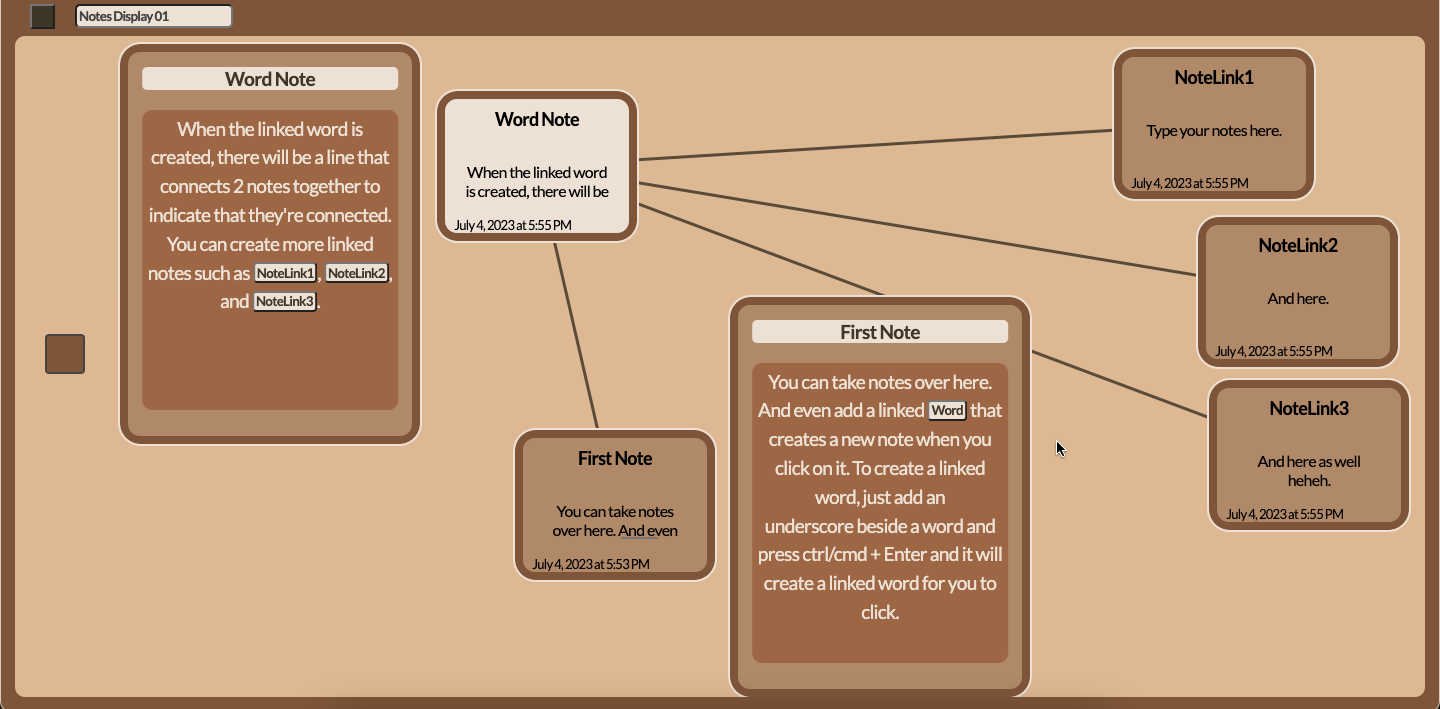 Notes Display 01
Word Note
When the linked word is
created, there will be a line that
connects 2 notes together to
indicate that they're connected.
You can create more linked
notes such as NoteLink1, NoteLink2,
and NoteLink3.
Word Note
When the linked word
is created, there will be
July 4, 2023 at 5:55 PM
NoteLink1
Type your notes here.
July 4, 2023 at 5:55 PM
NoteLink2
And here.
July 4, 2023 at 5:55 PM
First Note
You can take notes over here.
And even add a linked Word that
creates a new note when you
click on it. To create a linked
word, just add an
underscore beside a word and
press ctrl/cmd + Enter and it will
create a linked word for you to
click.
NoteLink3
And here as well
heheh.
July 4, 2023 at 5:55 PM
First Note
You can take notes
over here. And even
July 4, 2023 at 5:53 PM